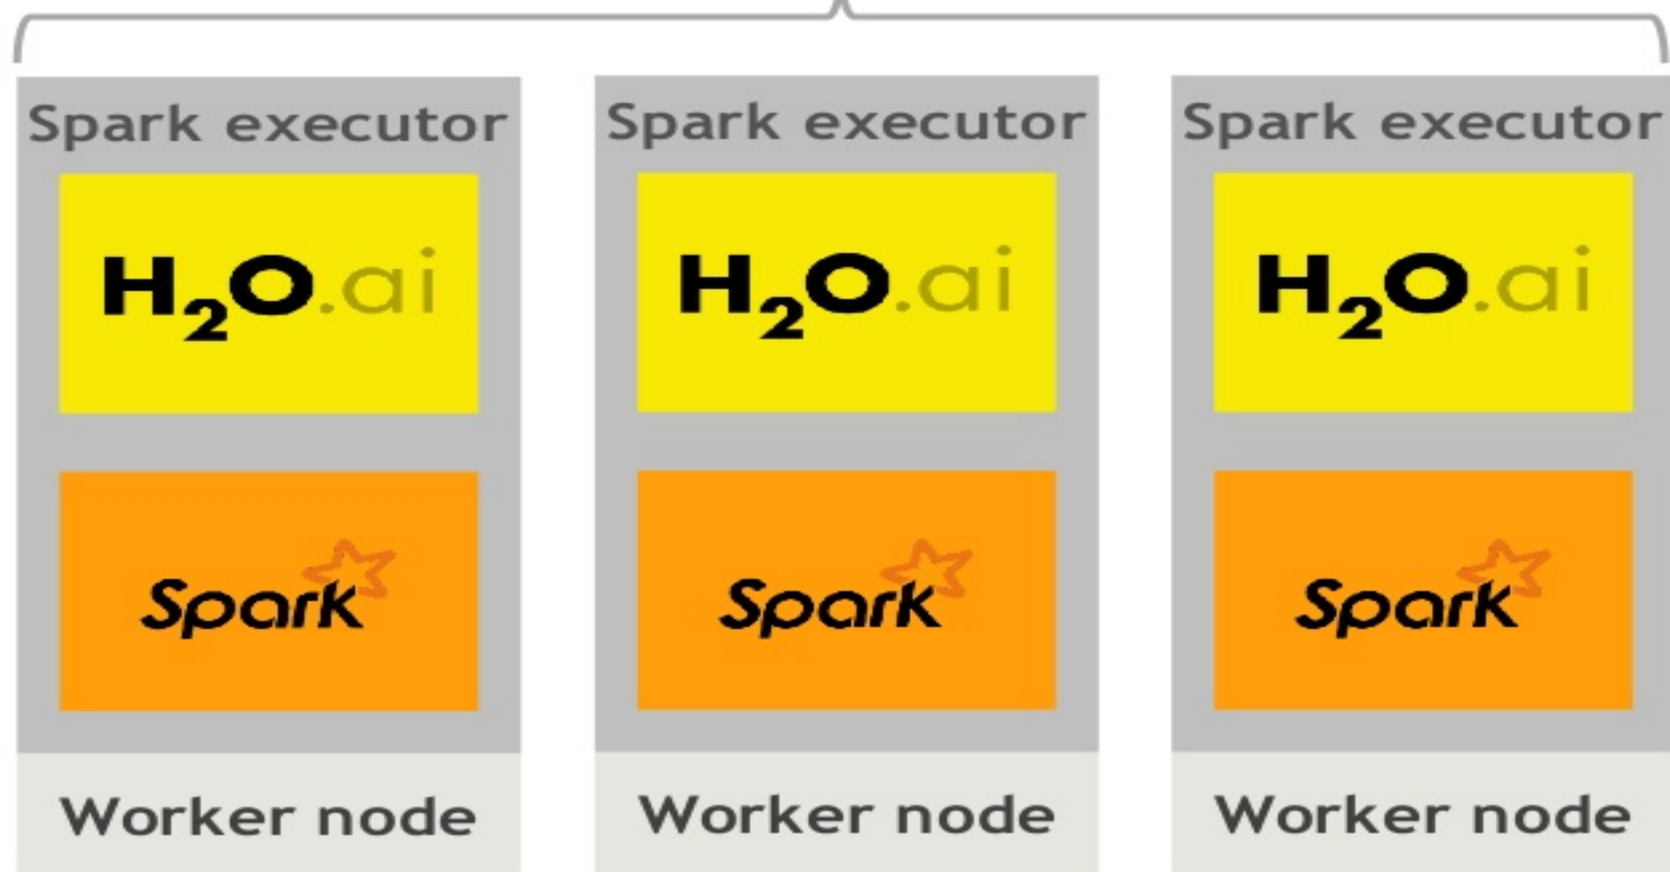 Spark executor Spark executor Spark executor
H2O.ai H2O.ai H2O.ai
Spark Spark Spark
Worker node Worker node Worker node